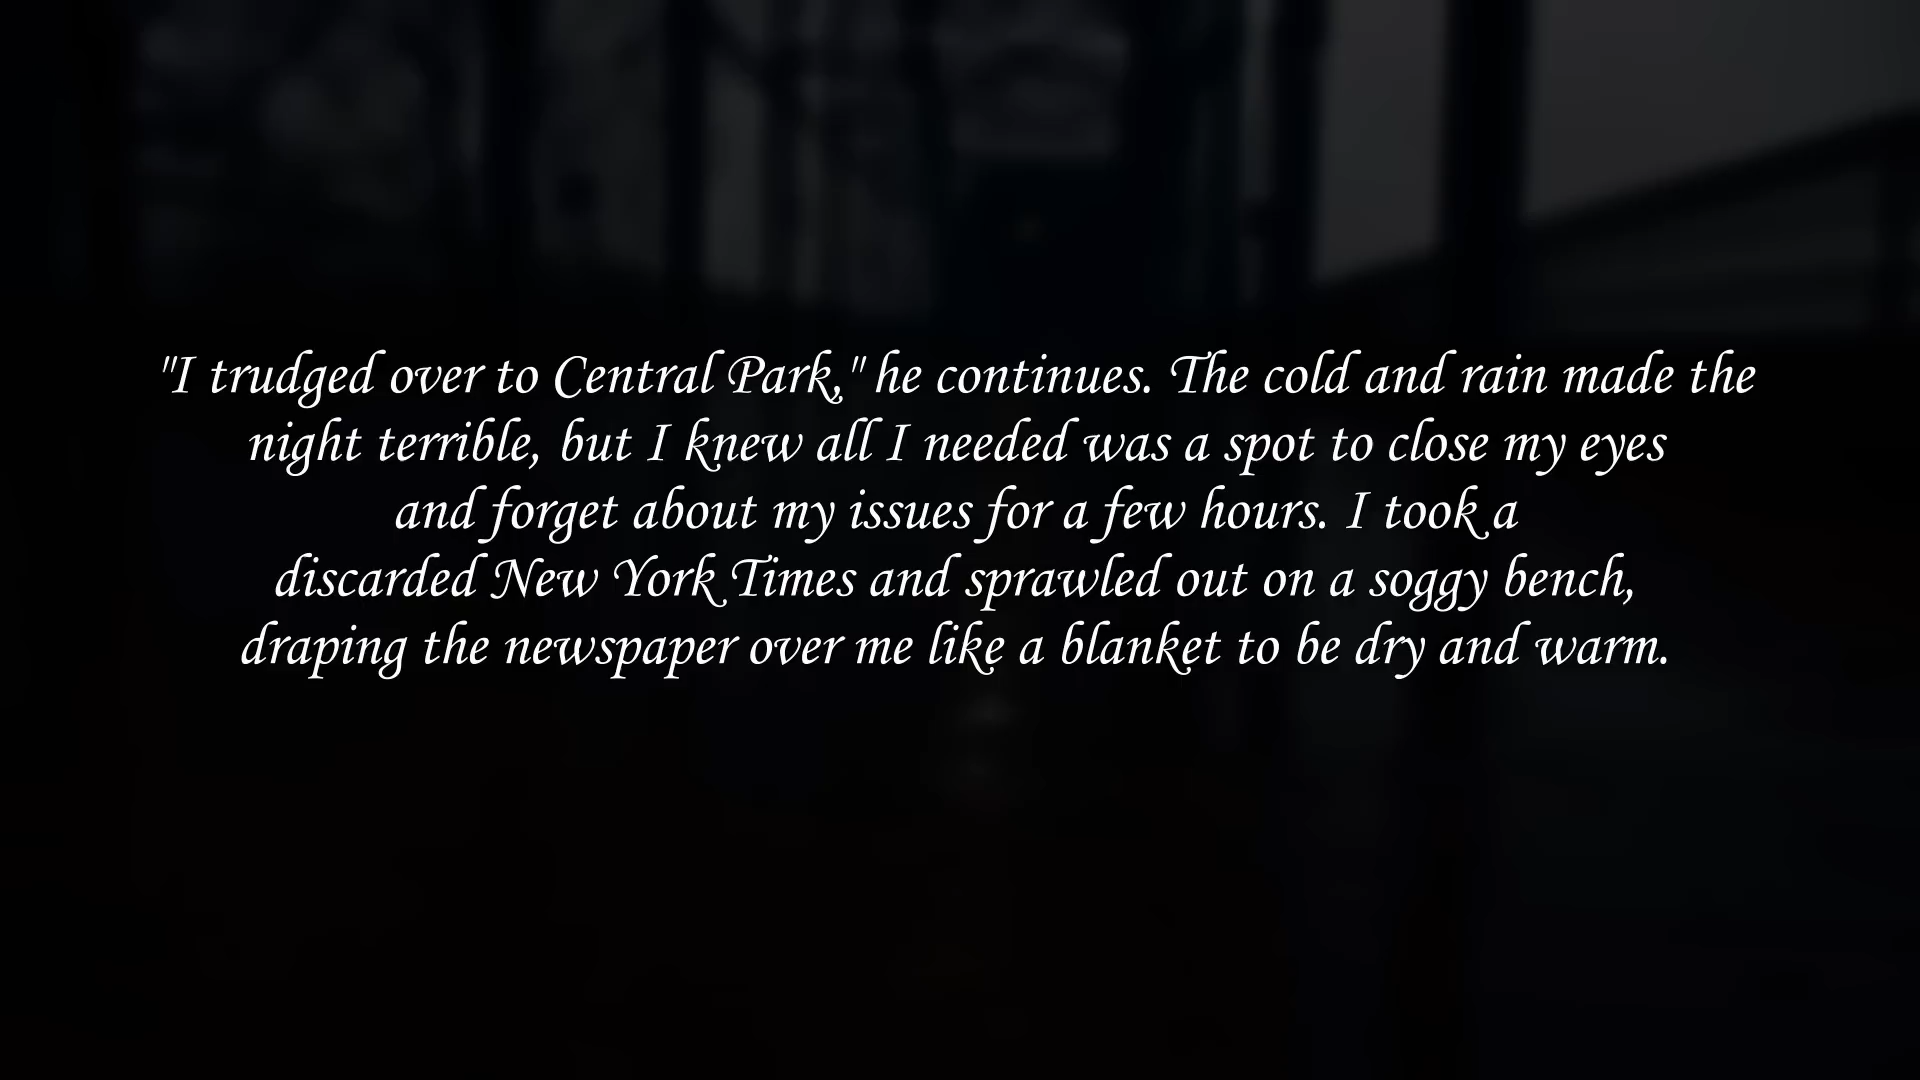 "I trudged over to Central Park," he continues. The cold and rain made the
night terrible, but I knew all I needed was a spot to close my eyes
and forget about my issues for a few hours. I took a
discarded New York Times and sprawled out on a soggy bench,
draping the newspaper over me like a blanket to be dry and warm.